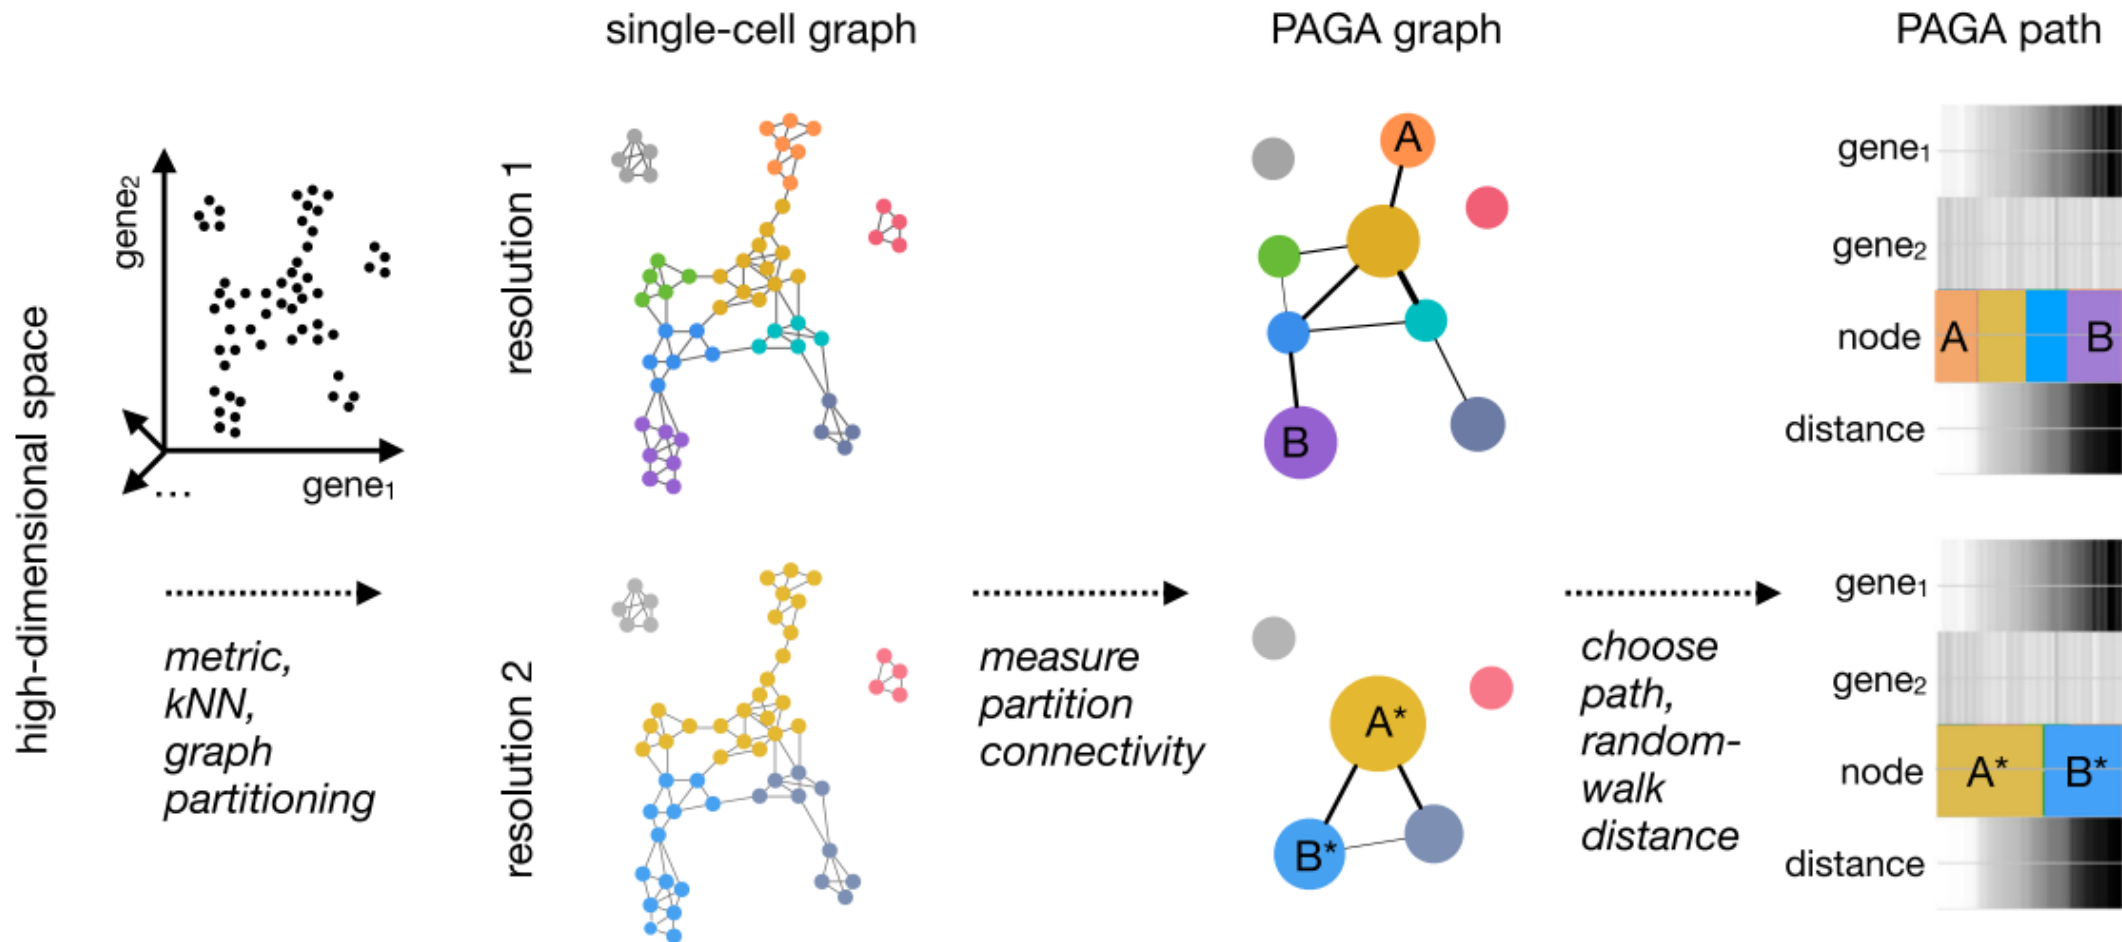 single-cell graph
PAGA graph
PAGA path
high-dimensional space
gene₂
gene₁
...
metric,
kNN,
graph
partitioning
resolution 1
resolution 2
A
B
measure
partition
connectivity
A*
B*
choose
path,
random-
walk
distance
gene₁
gene₂
node
A
B
distance
gene₁
gene₂
node
A*
B*
distance